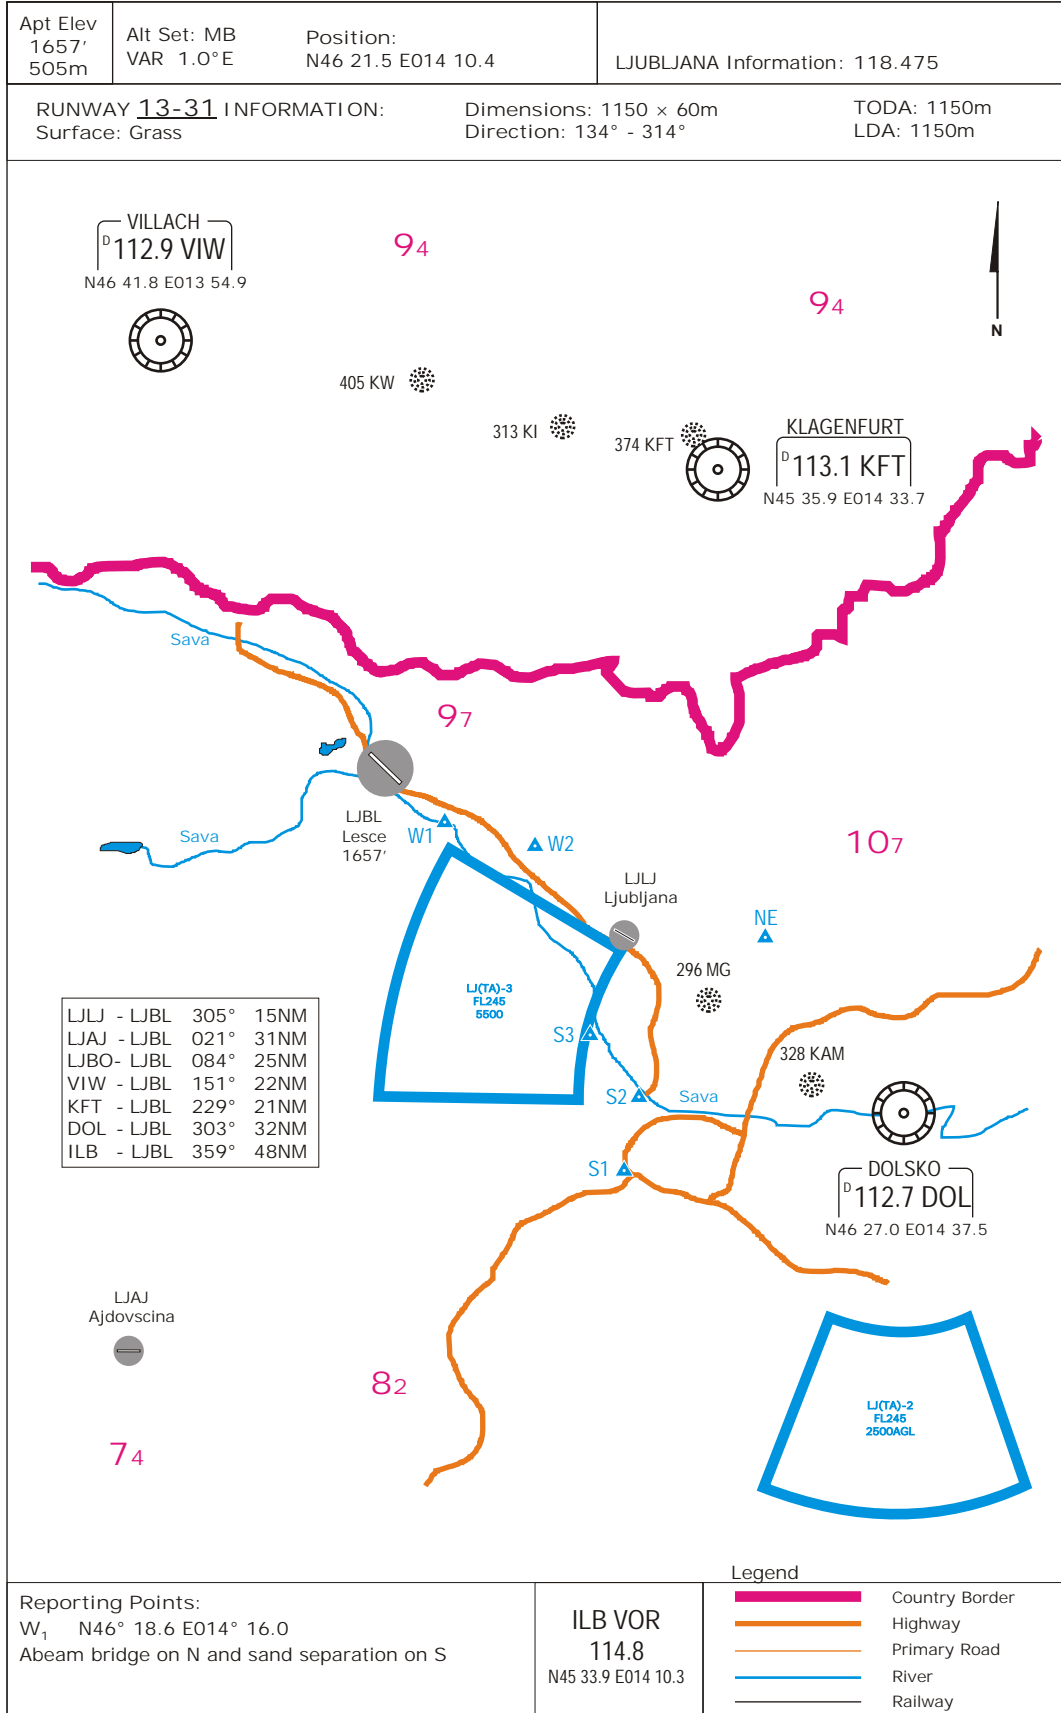 Apt Elev
1657'
505m
Alt Set: MB
VAR 1.0°E
Position:
N46 21.5 E014 10.4
LJUBLJANA Information: 118.475
RUNWAY 13-31 INFORMATION:
Surface: Grass
Dimensions: 1150 × 60m
Direction: 134° - 314°
TODA: 1150m
LDA: 1150m
VILLACH
D 112.9 VIW
N46 41.8 E013 54.9
94
94
N
405 KW
313 KI
374 KFT
KLAGENFURT
D 113.1 KFT
N45 35.9 E014 33.7
Sava
97
LJBL
Lesce
1657'
W1
W2
Sava
107
LJLJ
Ljubljana
NE
296 MG
LJ(TA)-3
FL245
5500
S3
328 KAM
S2
Sava
LJLJ - LJBL 305° 15NM
LJAJ - LJBL 021° 31NM
LJBO- LJBL 084° 25NM
VIW - LJBL 151° 22NM
KFT - LJBL 229° 21NM
DOL - LJBL 303° 32NM
ILB - LJBL 359° 48NM
S1
DOLSKO
D 112.7 DOL
N46 27.0 E014 37.5
LJAJ
Ajdovscina
82
74
LJ(TA)-2
FL245
2500AGL
Reporting Points:
W1 N46° 18.6 E014° 16.0
Abeam bridge on N and sand separation on S
ILB VOR
114.8
N45 33.9 E014 10.3
Legend
Country Border
Highway
Primary Road
River
Railway